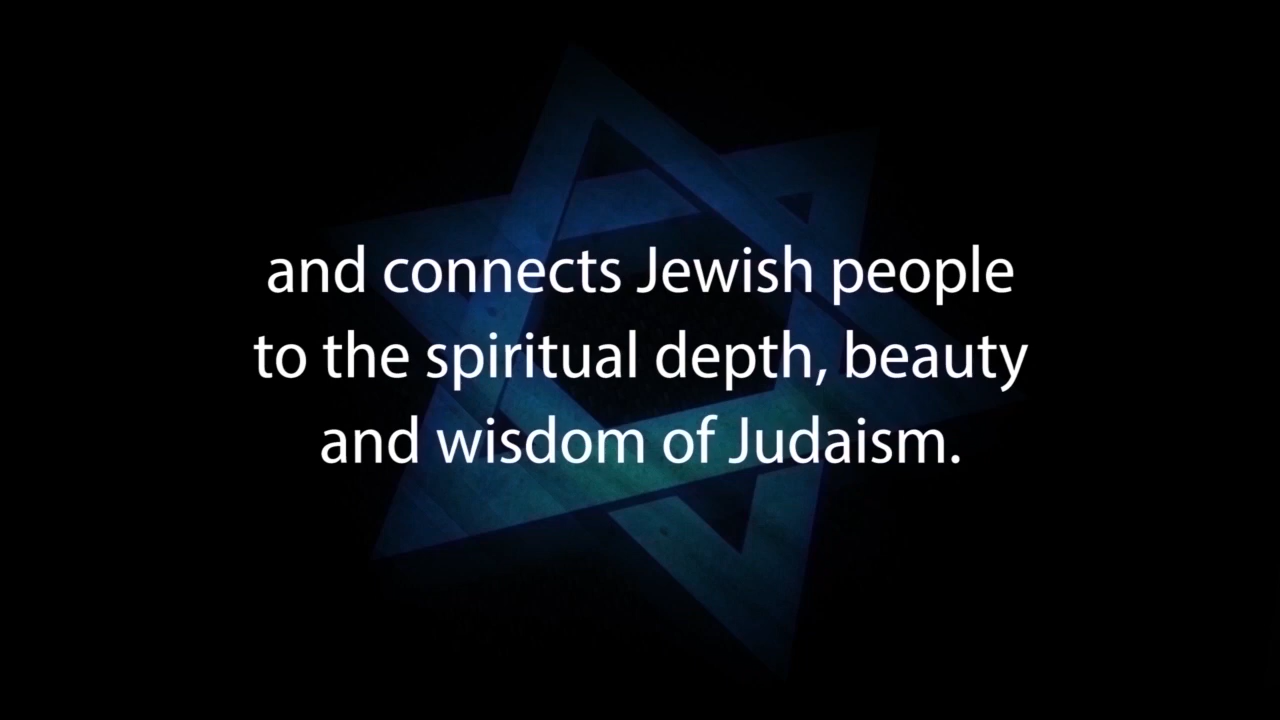 and connects Jewish people
to the spiritual depth, beauty
and wisdom of Judaism.